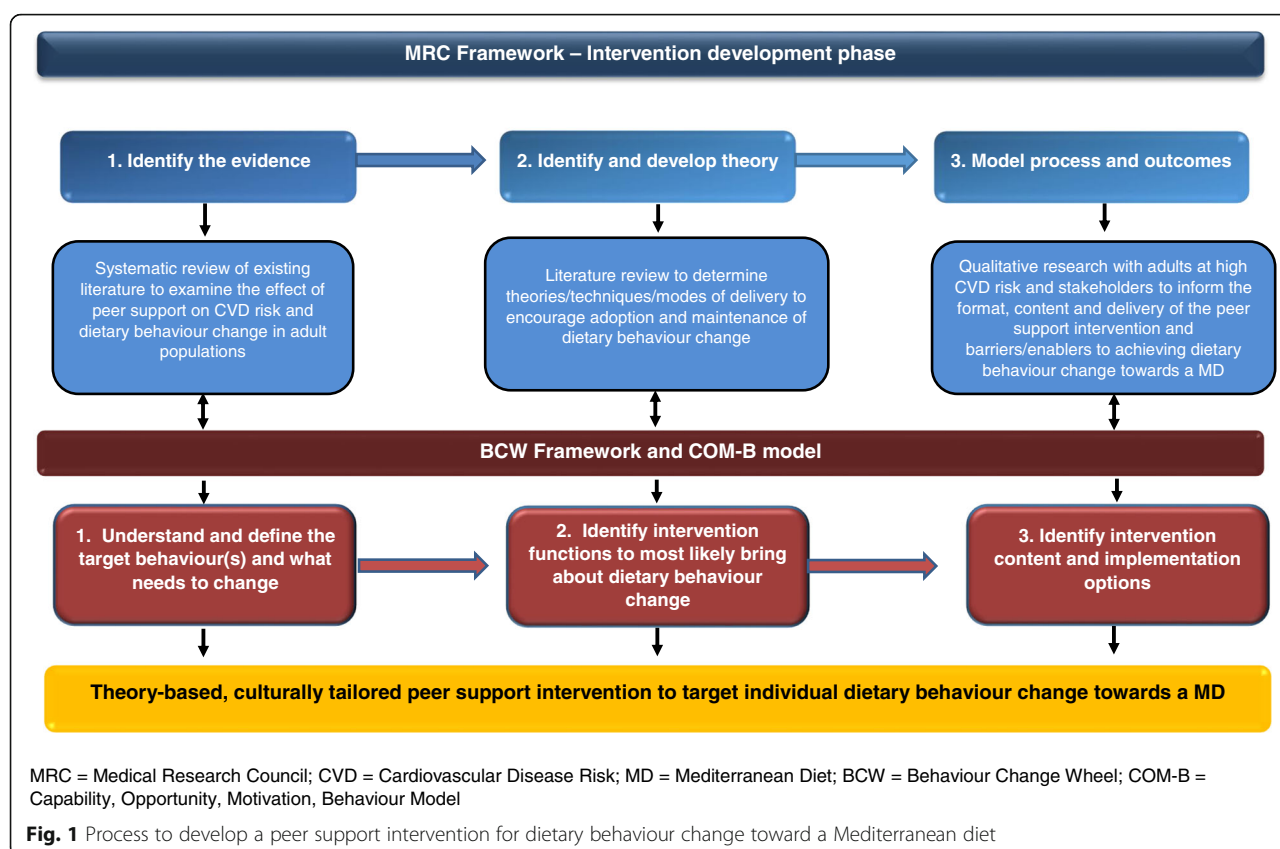 MRC Framework – Intervention development phase
1. Identify the evidence
2. Identify and develop theory
3. Model process and outcomes
Systematic review of existing
literature to examine the effect of
peer support on CVD risk and
dietary behaviour change in adult
populations
Literature review to determine
theories/techniques/modes of delivery to
encourage adoption and maintenance of
dietary behaviour change
Qualitative research with adults at high
CVD risk and stakeholders to inform the
format, content and delivery of the peer
support intervention and
barriers/enablers to achieving dietary
behaviour change towards a MD
BCW Framework and COM-B model
1. Understand and define the
target behaviour(s) and what
needs to change
2. Identify intervention
functions to most likely bring
about dietary behaviour
change
3. Identify intervention
content and implementation
options
Theory-based, culturally tailored peer support intervention to target individual dietary behaviour change towards a MD
MRC = Medical Research Council; CVD = Cardiovascular Disease Risk; MD = Mediterranean Diet; BCW = Behaviour Change Wheel; COM-B =
Capability, Opportunity, Motivation, Behaviour Model
Fig. 1 Process to develop a peer support intervention for dietary behaviour change toward a Mediterranean diet